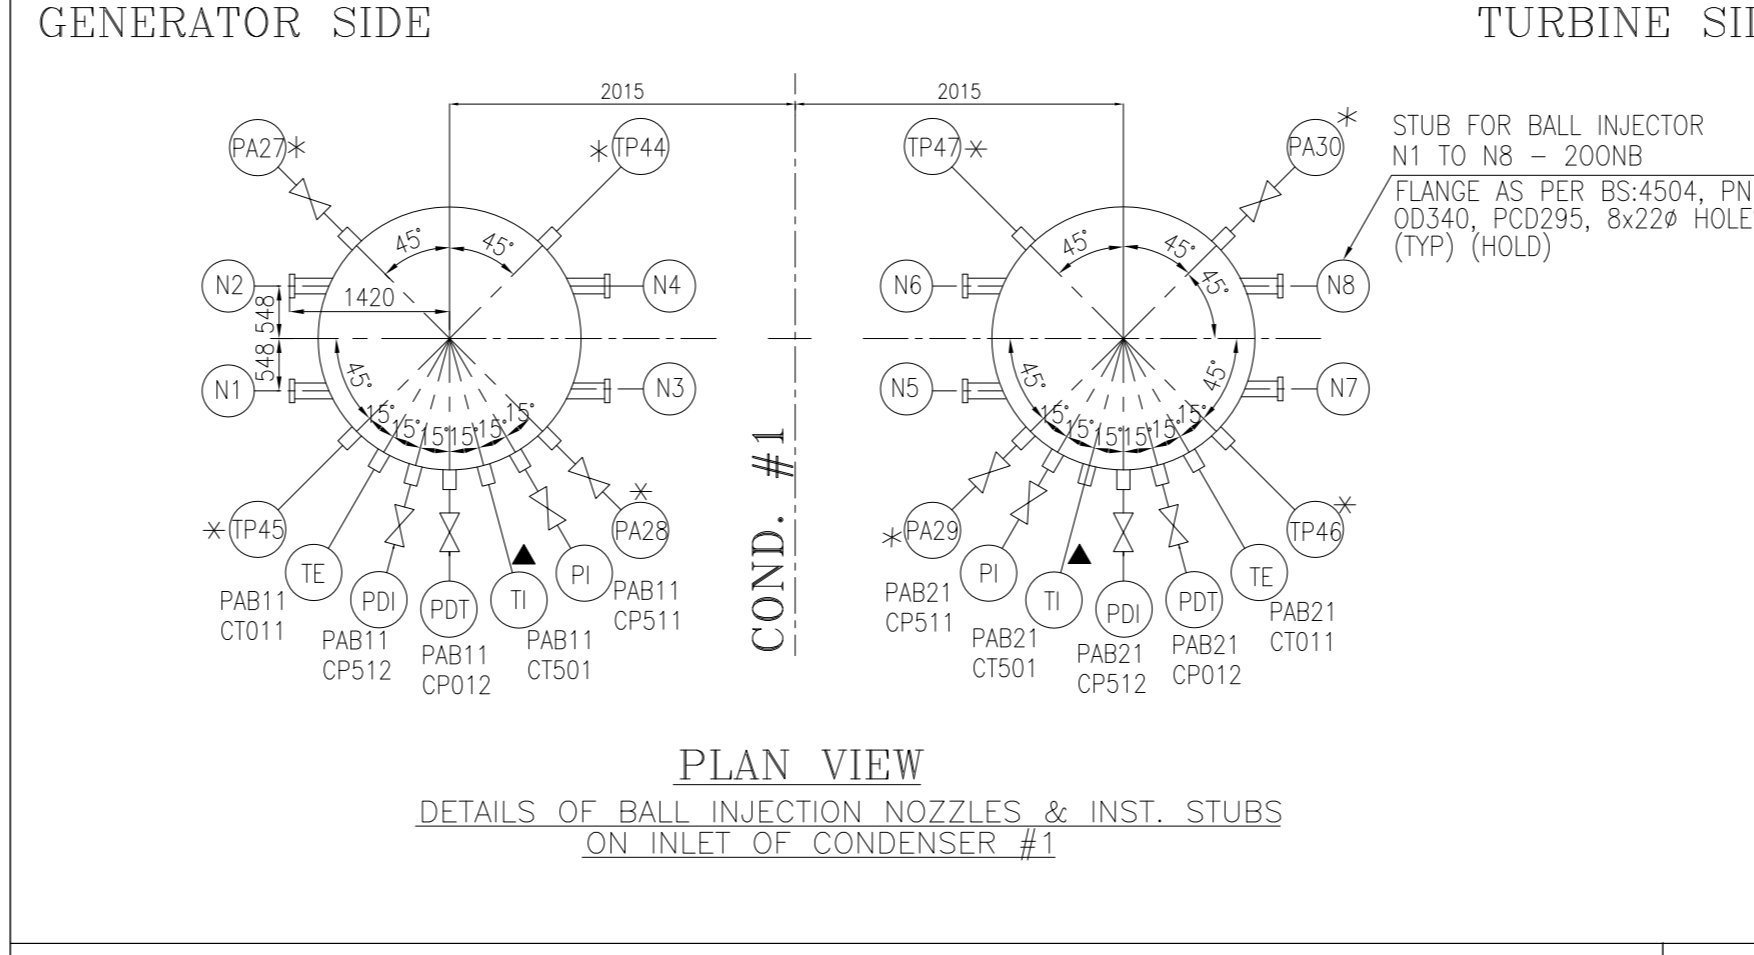 GENERATOR SIDE
TURBINE SI
2015
2015
PA27*
*TP44
TP47*
PA30*
STUB FOR BALL INJECTOR
N1 TO N8 - 200NB
FLANGE AS PER BS:4504, PN
OD340, PCD295, 8x22ø HOLE
(TYP) (HOLD)
45° 45°
45° 45°
45°
N2
N4
N6
N8
1420
548
548
45°
45°
45°
N1
N3
N5
N7
15° 15° 15° 15° 15° 15°
15° 15° 15° 15° 15° 15°
COND. #1
*TP45
PA28*
*PA29
TP46*
TE
PDI
PDT
TI
PI
PI
TI
PDI
PDT
TE
PAB11
CT011
PAB11
CP512
PAB11
CP012
PAB11
CT501
PAB11
CP511
PAB21
CP511
PAB21
CT501
PAB21
CP512
PAB21
CP012
PAB21
CT011
PLAN VIEW
DETAILS OF BALL INJECTION NOZZLES & INST. STUBS
ON INLET OF CONDENSER #1